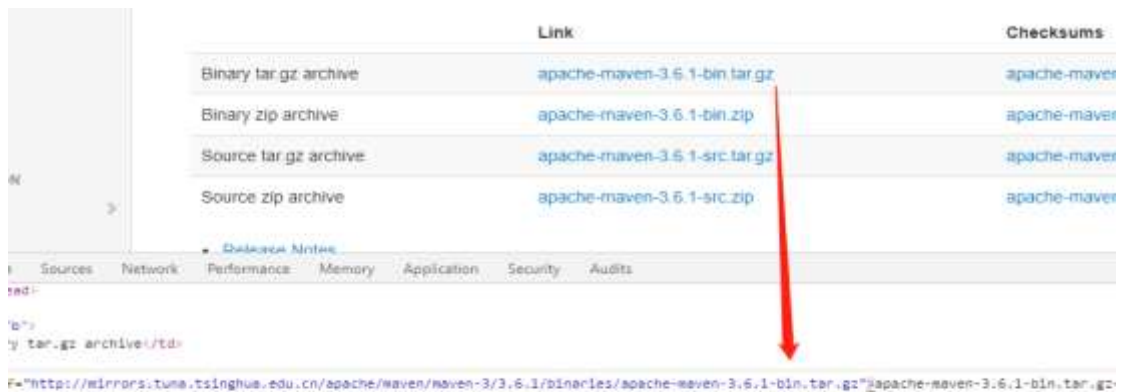 Link Checksums
Binary tar.gz archive apache-maven-3.6.1-bin.tar.gz apache-maven
Binary zip archive apache-maven-3.6.1-bin.zip apache-maven
Source tar.gz archive apache-maven-3.6.1-src.tar.gz apache-maven
Source zip archive apache-maven-3.6.1-src.zip apache-maven
• Release Notes
Sources Network Performance Memory Application Security Audits
ead>
"b">
y tar.gz archive</td>
f="http://mirrors.tuna.tsinghua.edu.cn/apache/maven/maven-3/3.6.1/binaries/apache-maven-3.6.1-bin.tar.gz">apache-maven-3.6.1-bin.tar.gz<